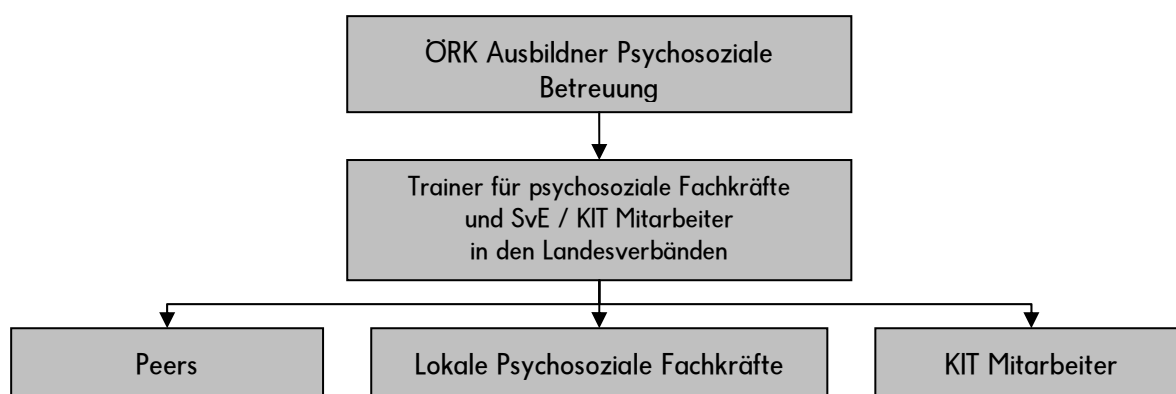 ÖRK Ausbildner Psychosoziale
Betreuung
Trainer für psychosoziale Fachkräfte
und SvE / KIT Mitarbeiter
in den Landesverbänden
Peers
Lokale Psychosoziale Fachkräfte
KIT Mitarbeiter